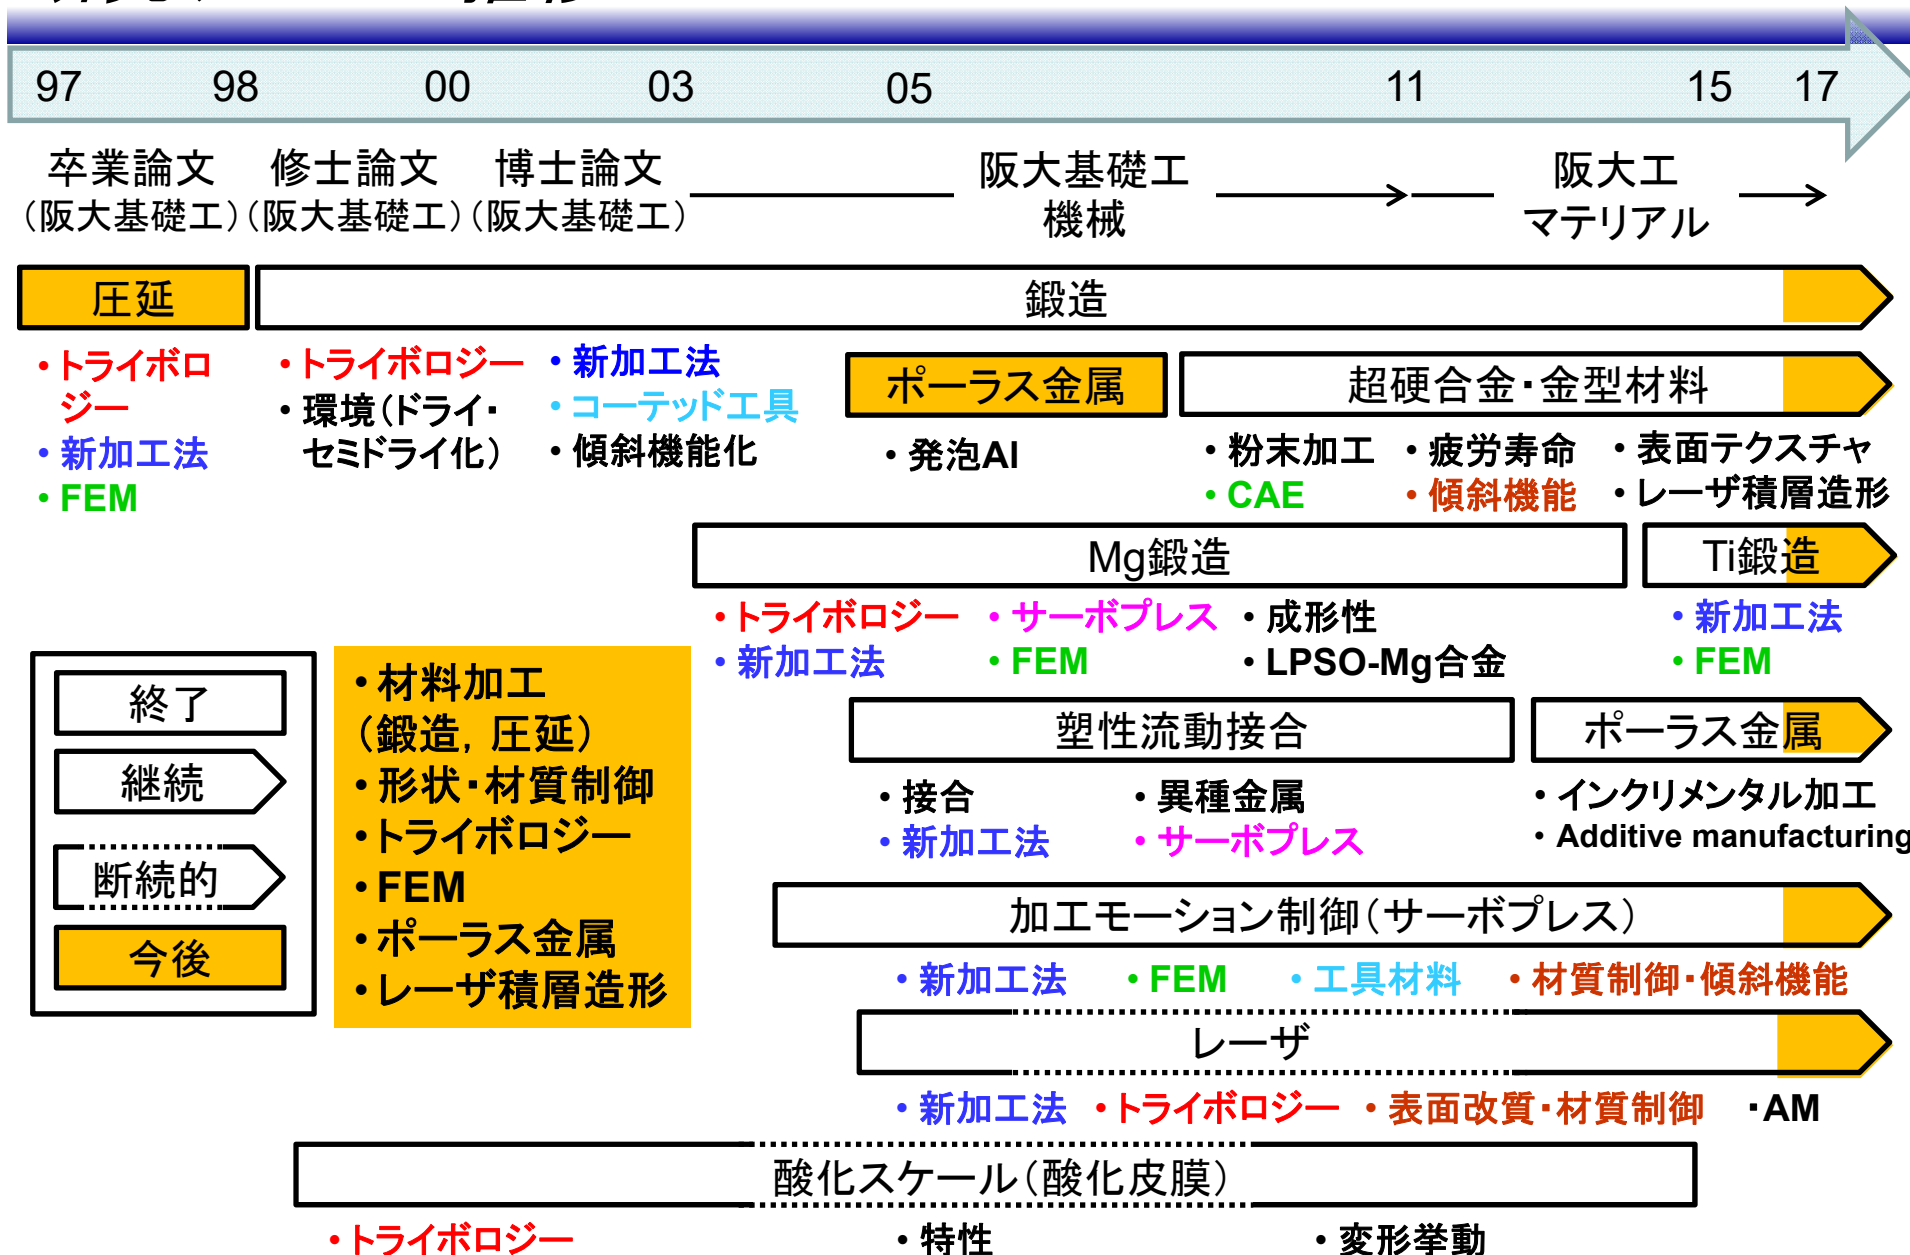 97 98 00 03 05 11 15 17
卒業論文 修士論文 博士論文 阪大基礎工 阪大工
(阪大基礎工) (阪大基礎工) (阪大基礎工) 機械 マテリアル
圧延 鍛造
・トライボロ
ジー
・新加工法
・FEM
・トライボロジー
・環境(ドライ・
セミドライ化)
・新加工法
・コーテッド工具
・傾斜機能化
ポーラス金属
・発泡Al
超硬合金・金型材料
・粉末加工 ・疲労寿命 ・表面テクスチャ
・CAE ・傾斜機能 ・レーザ積層造形
Mg鍛造 Ti鍛造
・トライボロジー ・サーボプレス ・成形性 ・新加工法
・新加工法 ・FEM ・LPSO-Mg合金 ・FEM
終了
継続
断続的
今後
・材料加工
(鍛造, 圧延)
・形状・材質制御
・トライボロジー
・FEM
・ポーラス金属
・レーザ積層造形
塑性流動接合 ポーラス金属
・接合 ・異種金属 ・インクリメンタル加工
・新加工法 ・サーボプレス ・Additive manufacturing
加工モーション制御(サーボプレス)
・新加工法 ・FEM ・工具材料 ・材質制御・傾斜機能
レーザ
・新加工法 ・トライボロジー ・表面改質・材質制御 ・AM
酸化スケール(酸化皮膜)
・トライボロジー ・特性 ・変形挙動